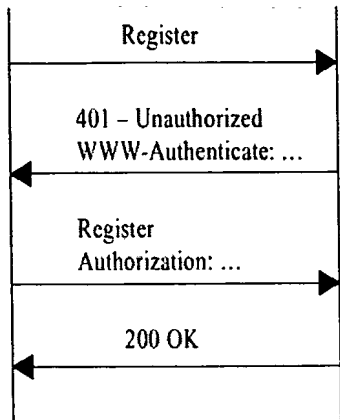 Register
401 – Unauthorized
WWW-Authenticate: ...
Register
Authorization: ...
200 OK